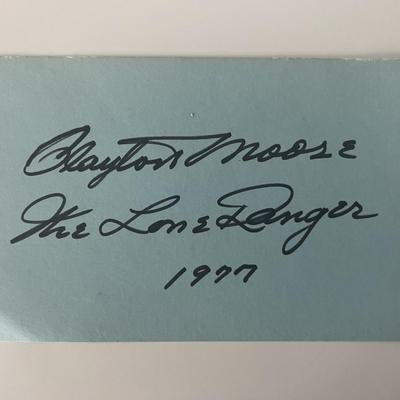 Clayton Moore
The Lone Ranger
1977